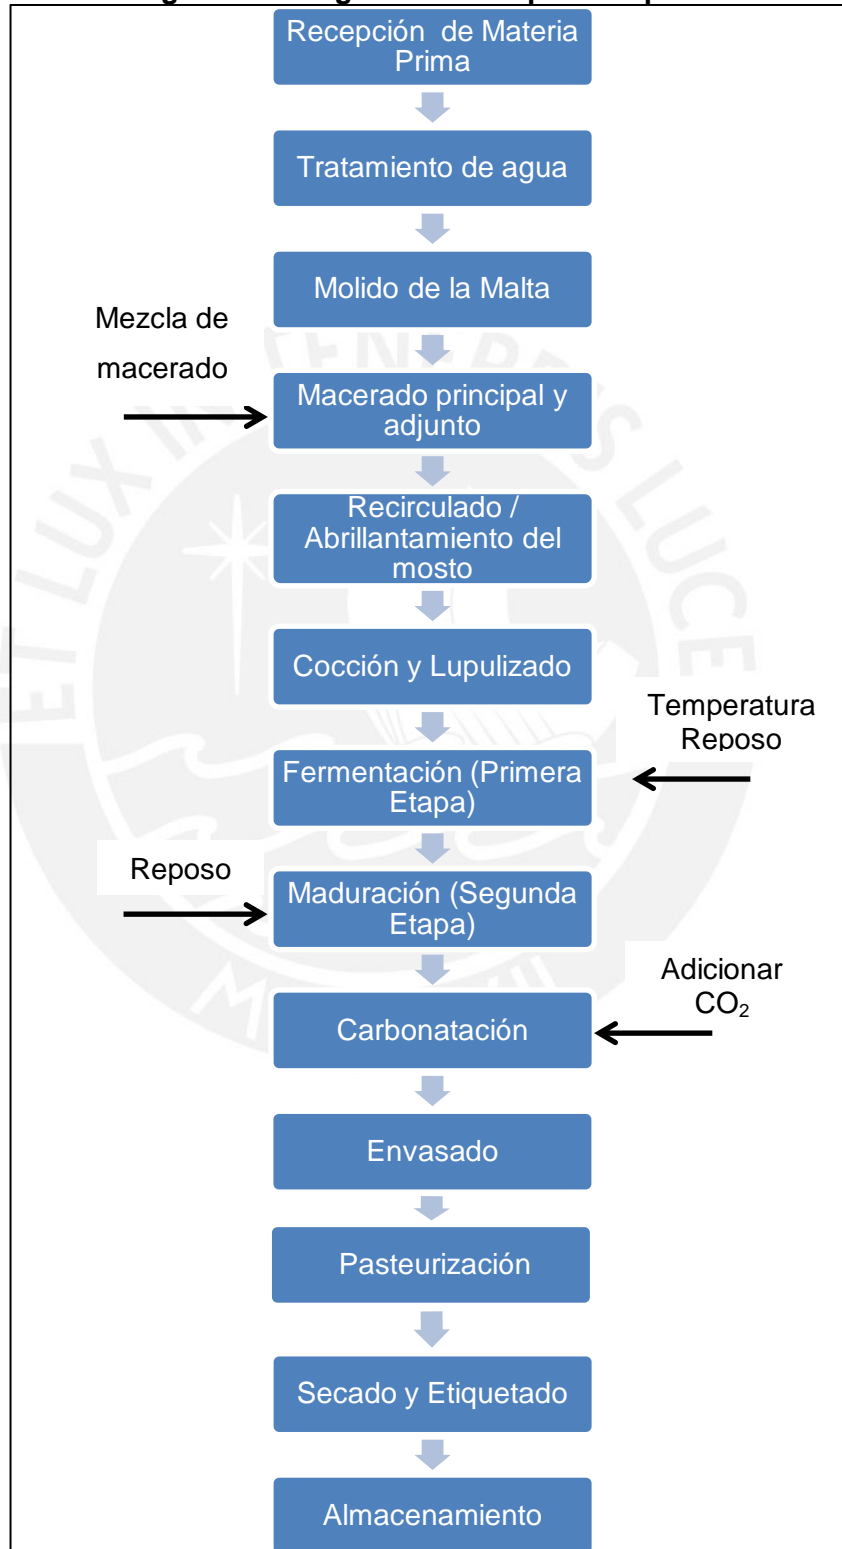 Recepción de Materia
Prima
Tratamiento de agua
Molido de la Malta
Mezcla de
macerado
Macerado principal y
adjunto
Recirculado /
Abrillantamiento del
mosto
Cocción y Lupulizado
Temperatura
Reposo
Fermentación (Primera
Etapa)
Reposo
Maduración (Segunda
Etapa)
Adicionar
CO₂
Carbonatación
Envasado
Pasteurización
Secado y Etiquetado
Almacenamiento